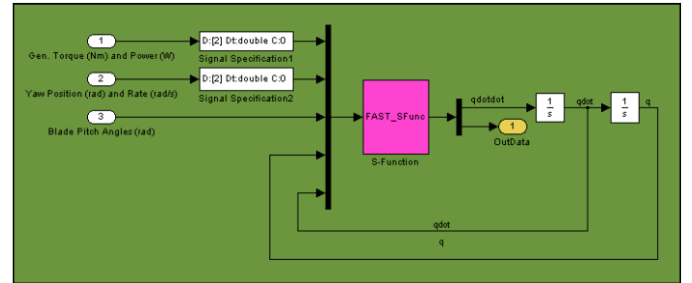 1
D:[2] Dt:double C:0
Gen. Torque (Nm) and Power (W)
Signal Specification1
2
D:[2] Dt:double C:0
Yaw Position (rad) and Rate (rad/s)
Signal Specification2
3
Blade Pitch Angles (rad)
FAST_SFunc
S-Function
qdotdot
1
s
qdot
1
s
q
1
OutData
qdot
q